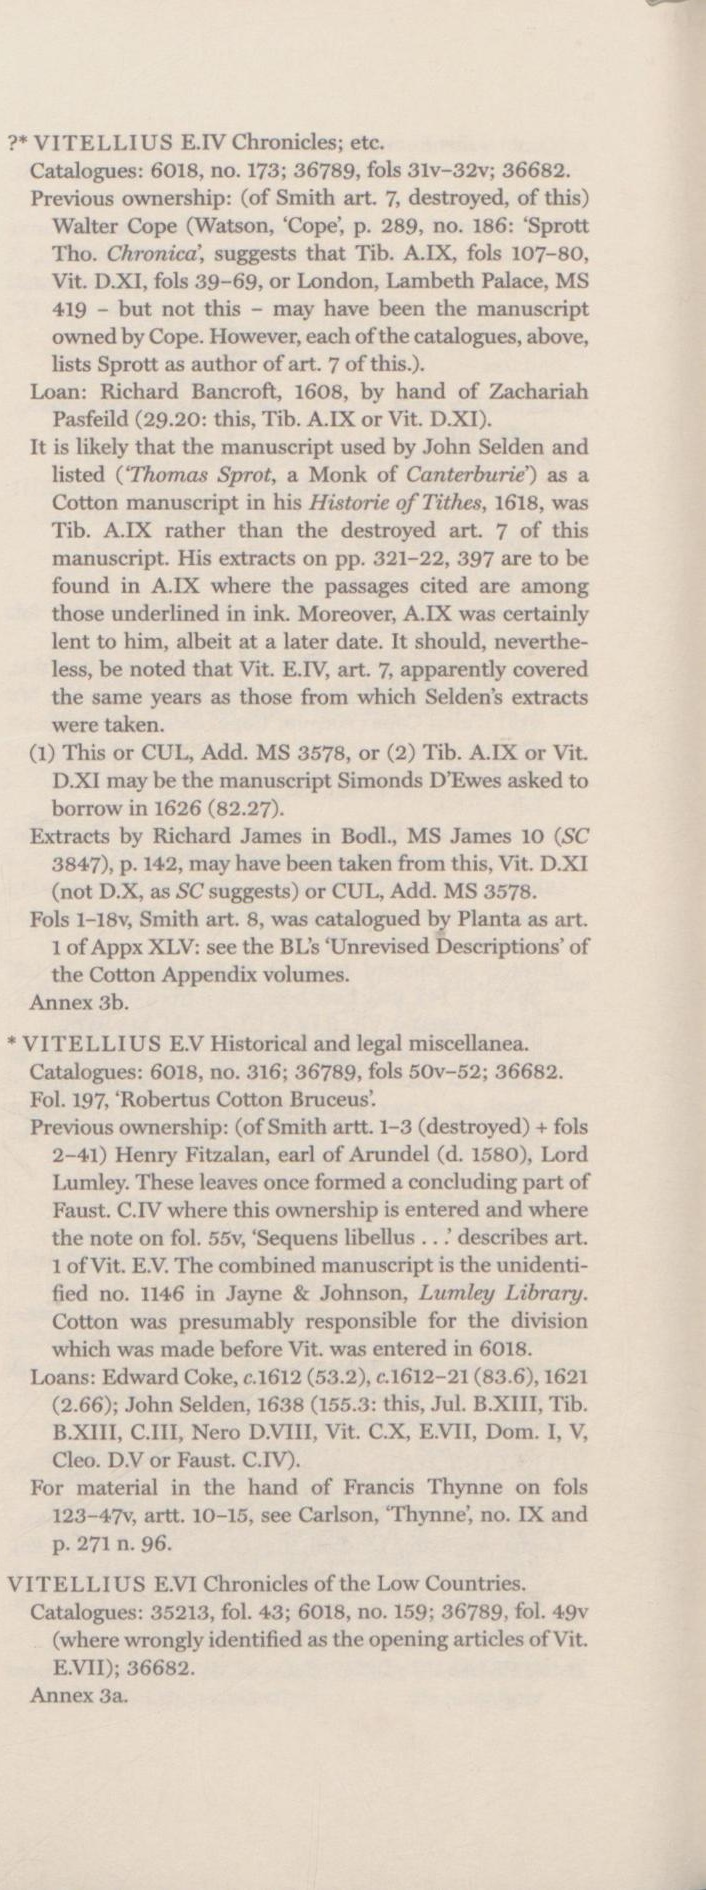 ?* VITELLIUS E.IV Chronicles; etc.
Catalogues: 6018, no. 173; 36789, fols 31v–32v; 36682.
Previous ownership: (of Smith art. 7, destroyed, of this)
Walter Cope (Watson, ‘Cope’, p. 289, no. 186: ‘Sprott
Tho. Chronica’, suggests that Tib. A.IX, fols 107–80,
Vit. D.XI, fols 39–69, or London, Lambeth Palace, MS
419 – but not this – may have been the manuscript
owned by Cope. However, each of the catalogues, above,
lists Sprott as author of art. 7 of this.).
Loan: Richard Bancroft, 1608, by hand of Zachariah
Pasfeild (29.20: this, Tib. A.IX or Vit. D.XI).
It is likely that the manuscript used by John Selden and
listed (‘Thomas Sprot, a Monk of Canterburie’) as a
Cotton manuscript in his Historie of Tithes, 1618, was
Tib. A.IX rather than the destroyed art. 7 of this
manuscript. His extracts on pp. 321–22, 397 are to be
found in A.IX where the passages cited are among
those underlined in ink. Moreover, A.IX was certainly
lent to him, albeit at a later date. It should, neverthe-
less, be noted that Vit. E.IV, art. 7, apparently covered
the same years as those from which Selden’s extracts
were taken.
(1) This or CUL, Add. MS 3578, or (2) Tib. A.IX or Vit.
D.XI may be the manuscript Simonds D’Ewes asked to
borrow in 1626 (82.27).
Extracts by Richard James in Bodl., MS James 10 (SC
3847), p. 142, may have been taken from this, Vit. D.XI
(not D.X, as SC suggests) or CUL, Add. MS 3578.
Fols 1–18v, Smith art. 8, was catalogued by Planta as art.
1 of Appx XLV: see the BL’s ‘Unrevised Descriptions’ of
the Cotton Appendix volumes.
Annex 3b.
* VITELLIUS E.V Historical and legal miscellanea.
Catalogues: 6018, no. 316; 36789, fols 50v–52; 36682.
Fol. 197, ‘Robertus Cotton Bruceus’.
Previous ownership: (of Smith artt. 1–3 (destroyed) + fols
2–41) Henry Fitzalan, earl of Arundel (d. 1580), Lord
Lumley. These leaves once formed a concluding part of
Faust. C.IV where this ownership is entered and where
the note on fol. 55v, ‘Sequens libellus . . .’ describes art.
1 of Vit. E.V. The combined manuscript is the unidenti-
fied no. 1146 in Jayne & Johnson, Lumley Library.
Cotton was presumably responsible for the division
which was made before Vit. was entered in 6018.
Loans: Edward Coke, c.1612 (53.2), c.1612–21 (83.6), 1621
(2.66); John Selden, 1638 (155.3: this, Jul. B.XIII, Tib.
B.XIII, C.III, Nero D.VIII, Vit. C.X, E.VII, Dom. I, V,
Cleo. D.V or Faust. C.IV).
For material in the hand of Francis Thynne on fols
123–47v, artt. 10–15, see Carlson, ‘Thynne’, no. IX and
p. 271 n. 96.
VITELLIUS E.VI Chronicles of the Low Countries.
Catalogues: 35213, fol. 43; 6018, no. 159; 36789, fol. 49v
(where wrongly identified as the opening articles of Vit.
E.VII); 36682.
Annex 3a.